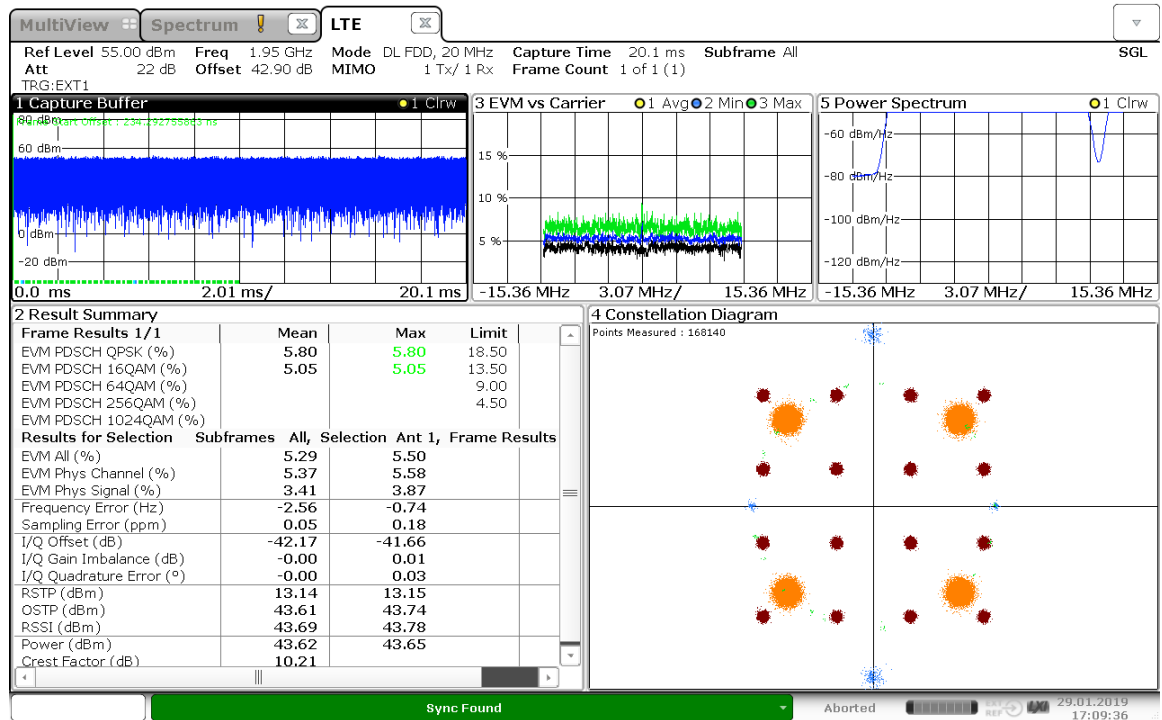 MultiView Spectrum LTE
Ref Level 55.00 dBm Freq 1.95 GHz Mode DL FDD, 20 MHz Capture Time 20.1 ms Subframe All SGL
Att 22 dB Offset 42.90 dB MIMO 1 Tx/ 1 Rx Frame Count 1 of 1 (1)
TRG:EXT1
1 Capture Buffer 1 Clrw
80 dBm
Frame Start Offset : 234.292755863 ns
60 dBm
0 dBm
-20 dBm
0.0 ms 2.01 ms/ 20.1 ms
3 EVM vs Carrier 1 Avg 2 Min 3 Max
15 %
10 %
5 %
-15.36 MHz 3.07 MHz/ 15.36 MHz
5 Power Spectrum 1 Clrw
-60 dBm/Hz
-80 dBm/Hz
-100 dBm/Hz
-120 dBm/Hz
-15.36 MHz 3.07 MHz/ 15.36 MHz
2 Result Summary
Frame Results 1/1 Mean Max Limit
EVM PDSCH QPSK (%) 5.80 5.80 18.50
EVM PDSCH 16QAM (%) 5.05 5.05 13.50
EVM PDSCH 64QAM (%) 9.00
EVM PDSCH 256QAM (%) 4.50
EVM PDSCH 1024QAM (%)
Results for Selection Subframes All, Selection Ant 1, Frame Results
EVM All (%) 5.29 5.50
EVM Phys Channel (%) 5.37 5.58
EVM Phys Signal (%) 3.41 3.87
Frequency Error (Hz) -2.56 -0.74
Sampling Error (ppm) 0.05 0.18
I/Q Offset (dB) -42.17 -41.66
I/Q Gain Imbalance (dB) -0.00 0.01
I/Q Quadrature Error (°) -0.00 0.03
RSTP (dBm) 13.14 13.15
OSTP (dBm) 43.61 43.74
RSSI (dBm) 43.69 43.78
Power (dBm) 43.62 43.65
Crest Factor (dB) 10.21
4 Constellation Diagram
Points Measured : 168140
Sync Found
Aborted
EXT
REF
LXI
29.01.2019
17:09:36